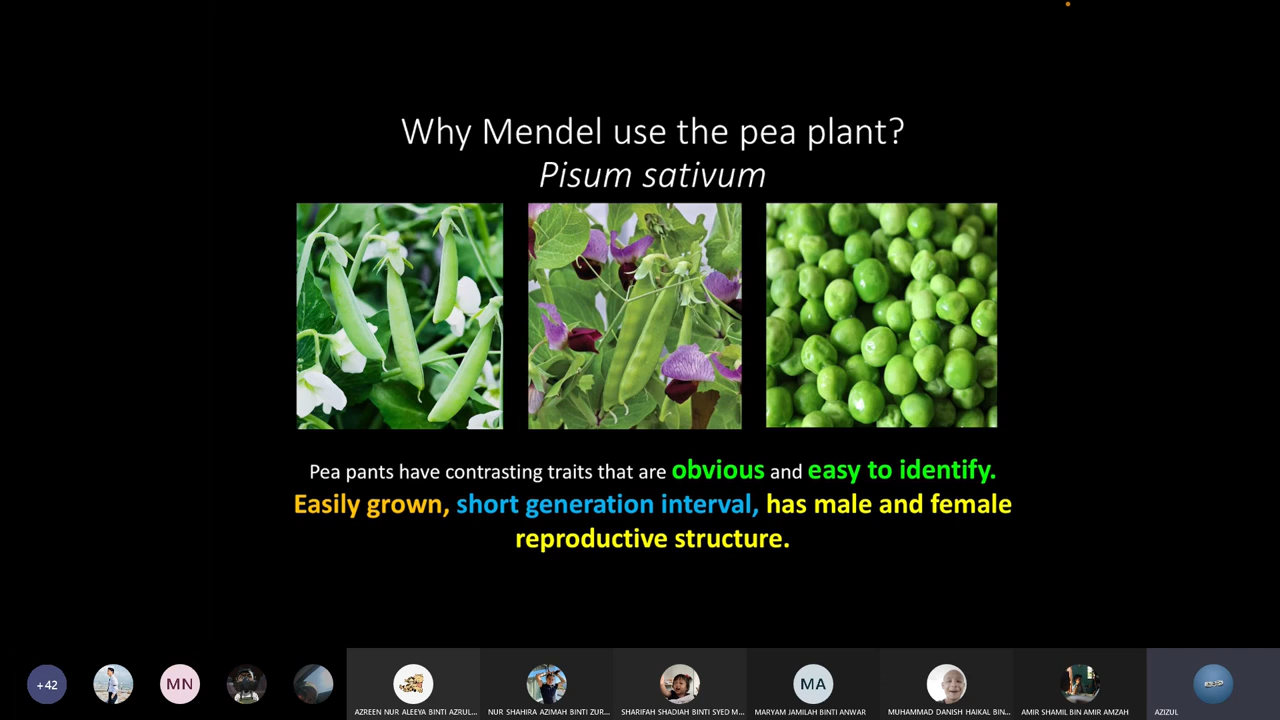 Why Mendel use the pea plant?
Pisum sativum
Pea pants have contrasting traits that are obvious and easy to identify.
Easily grown, short generation interval, has male and female
reproductive structure.
+42
MN
MA
AZREEN NUR ALEEYA BINTI AZRUL...
NUR SHAHIRA AZIMAH BINTI ZUR...
SHARIFAH SHADIAH BINTI SYED M...
MARYAM JAMILAH BINTI ANWAR
MUHAMMAD DANISH HAIKAL BIN...
AMIR SHAMIL BIN AMIR AMZAH
AZIZUL